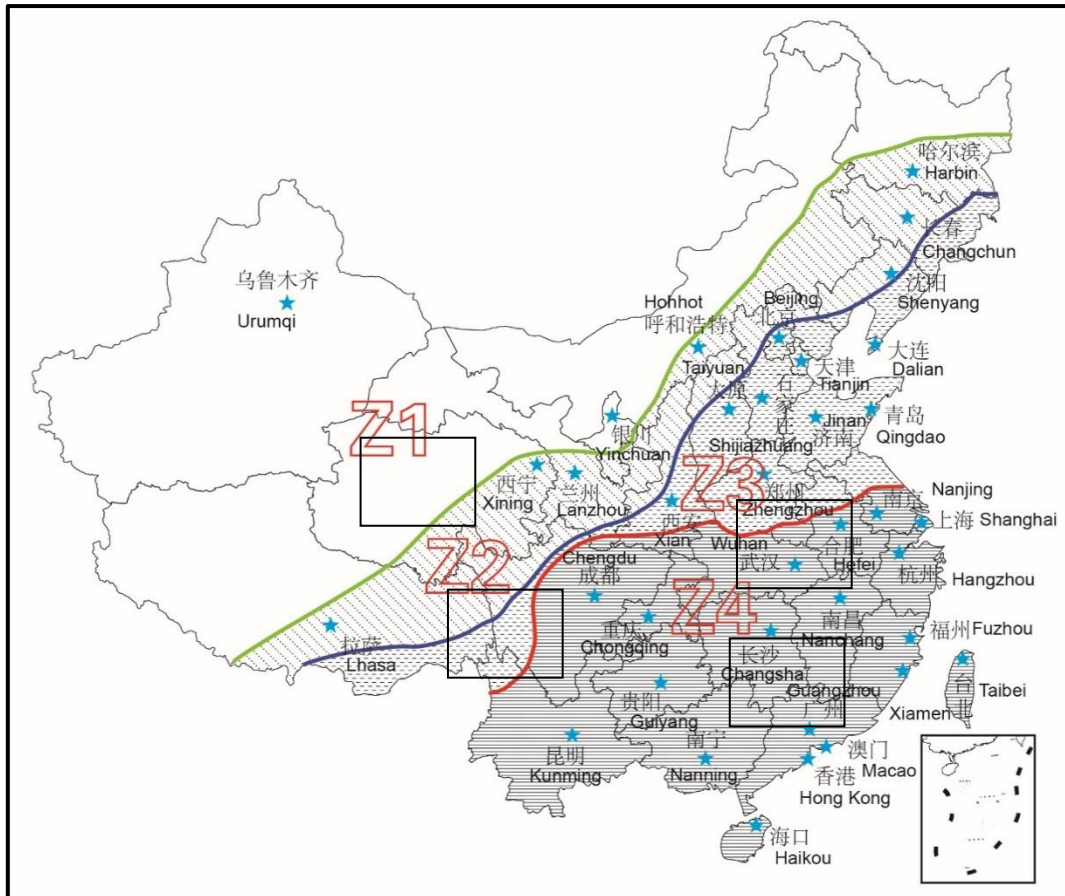 哈尔滨
Harbin
长春
Changchun
沈阳
Shenyang
乌鲁木齐
Urumqi
Hohhot
呼和浩特
Beijing
北京
大连
Dalian
天津
Tianjin
Taiyuan
太原
石家庄
Shijiazhuang
Jinan
济南
青岛
Qingdao
Z1
银川
Yinchuan
西宁
Xining
兰州
Lanzhou
Z3
郑州
Zhengzhou
西安
Xian
Nanjing
南京
上海 Shanghai
Z2
Chengdu
成都
Wuhan
武汉
合肥
Hefei
杭州
Hangzhou
Z4
重庆
Chongqing
南昌
Nanchang
福州 Fuzhou
拉萨
Lhasa
长沙
Changsha
贵阳
Guiyang
Guangzhou
广州
Xiamen
台北
Taibei
昆明
Kunming
南宁
Nanning
澳门
Macao
香港
Hong Kong
海口
Haikou